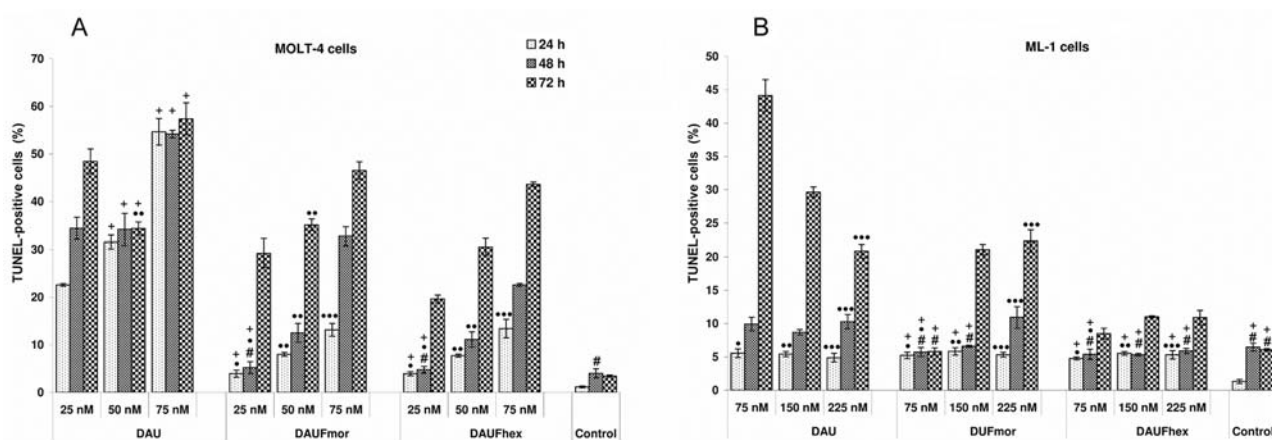 A
MOLT-4 cells
24 h
48 h
72 h
TUNEL-positive cells (%)
70
60
50
40
30
20
10
0
25 nM 50 nM 75 nM 25 nM 50 nM 75 nM 25 nM 50 nM 75 nM
DAU DAUFmor DAUFhex Control
B
ML-1 cells
TUNEL-positive cells (%)
50
45
40
35
30
25
20
15
10
5
0
75 nM 150 nM 225 nM 75 nM 150 nM 225 nM 75 nM 150 nM 225 nM
DAU DUFmor DAUFhex Control